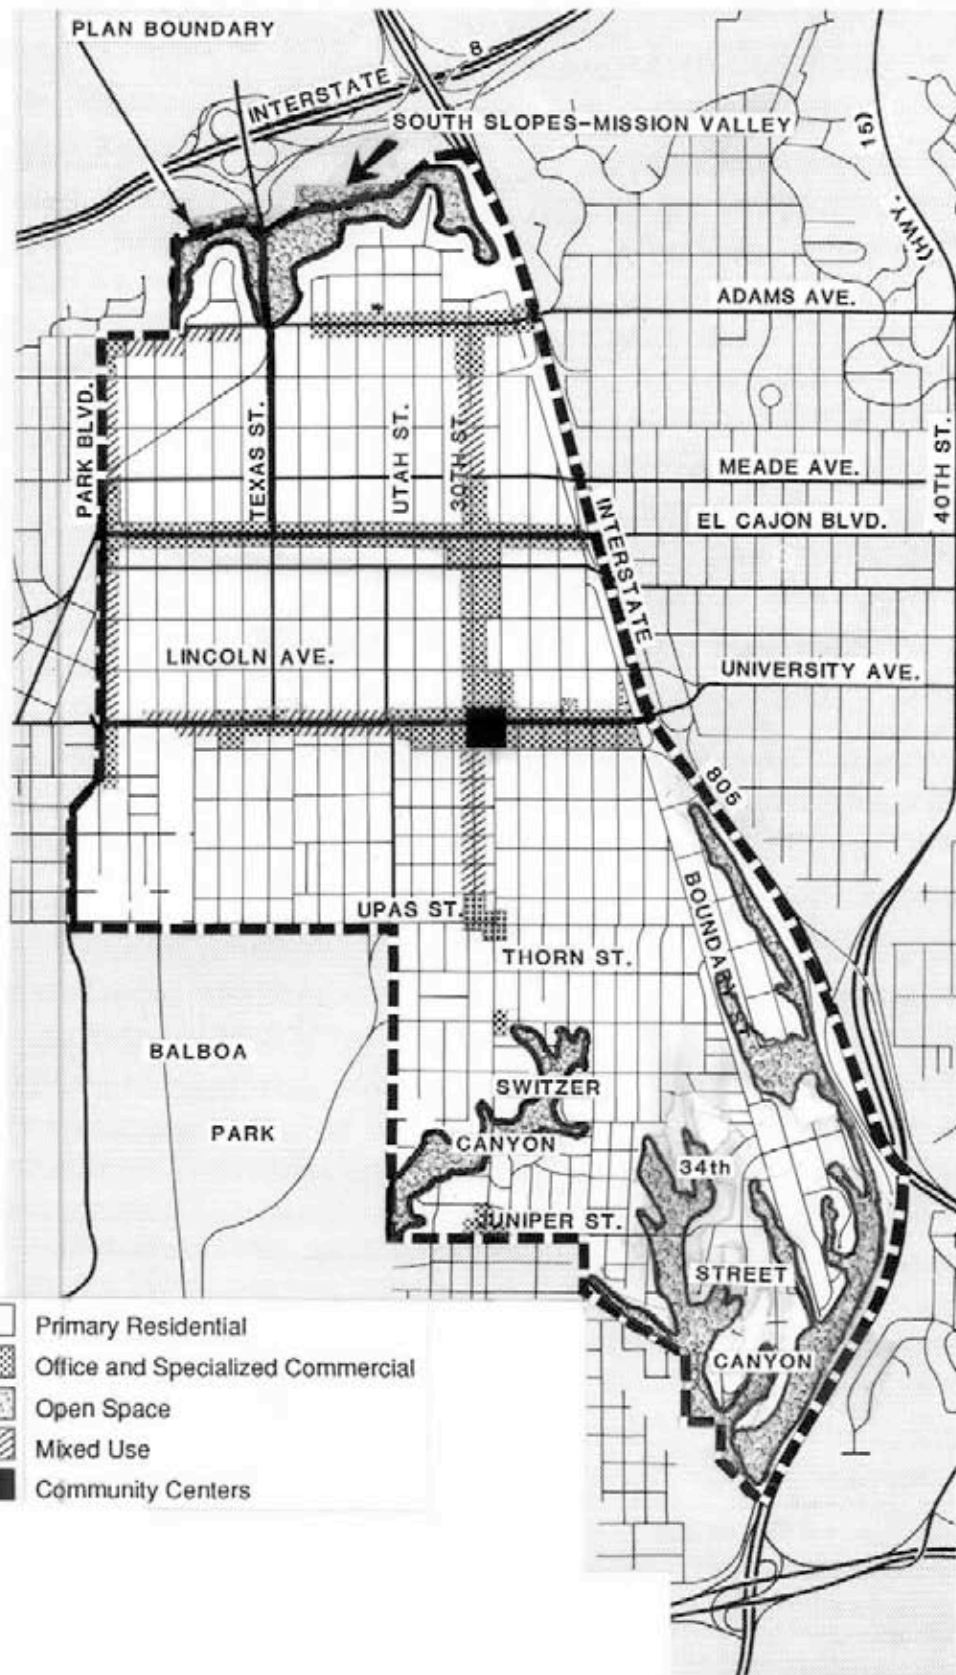 PLAN BOUNDARY
INTERSTATE 8
SOUTH SLOPES-MISSION VALLEY
(HWY. 15)
ADAMS AVE.
PARK BLVD.
TEXAS ST.
UTAH ST.
30TH ST.
MEADE AVE.
40TH ST.
EL CAJON BLVD.
INTERSTATE
LINCOLN AVE.
UNIVERSITY AVE.
805
BOUNDARY ST.
UPAS ST.
THORN ST.
BALBOA
PARK
SWITZER
CANYON
34th
JUNIPER ST.
STREET
CANYON
Primary Residential
Office and Specialized Commercial
Open Space
Mixed Use
Community Centers